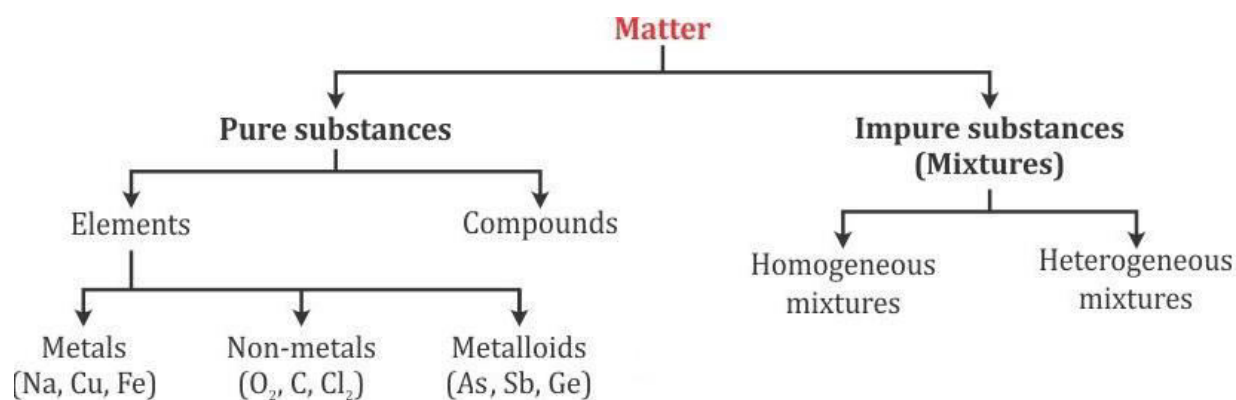 Matter
Pure substances
Impure substances
(Mixtures)
Elements
Compounds
Homogeneous
mixtures
Heterogeneous
mixtures
Metals
(Na, Cu, Fe)
Non-metals
(O₂, C, Cl₂)
Metalloids
(As, Sb, Ge)